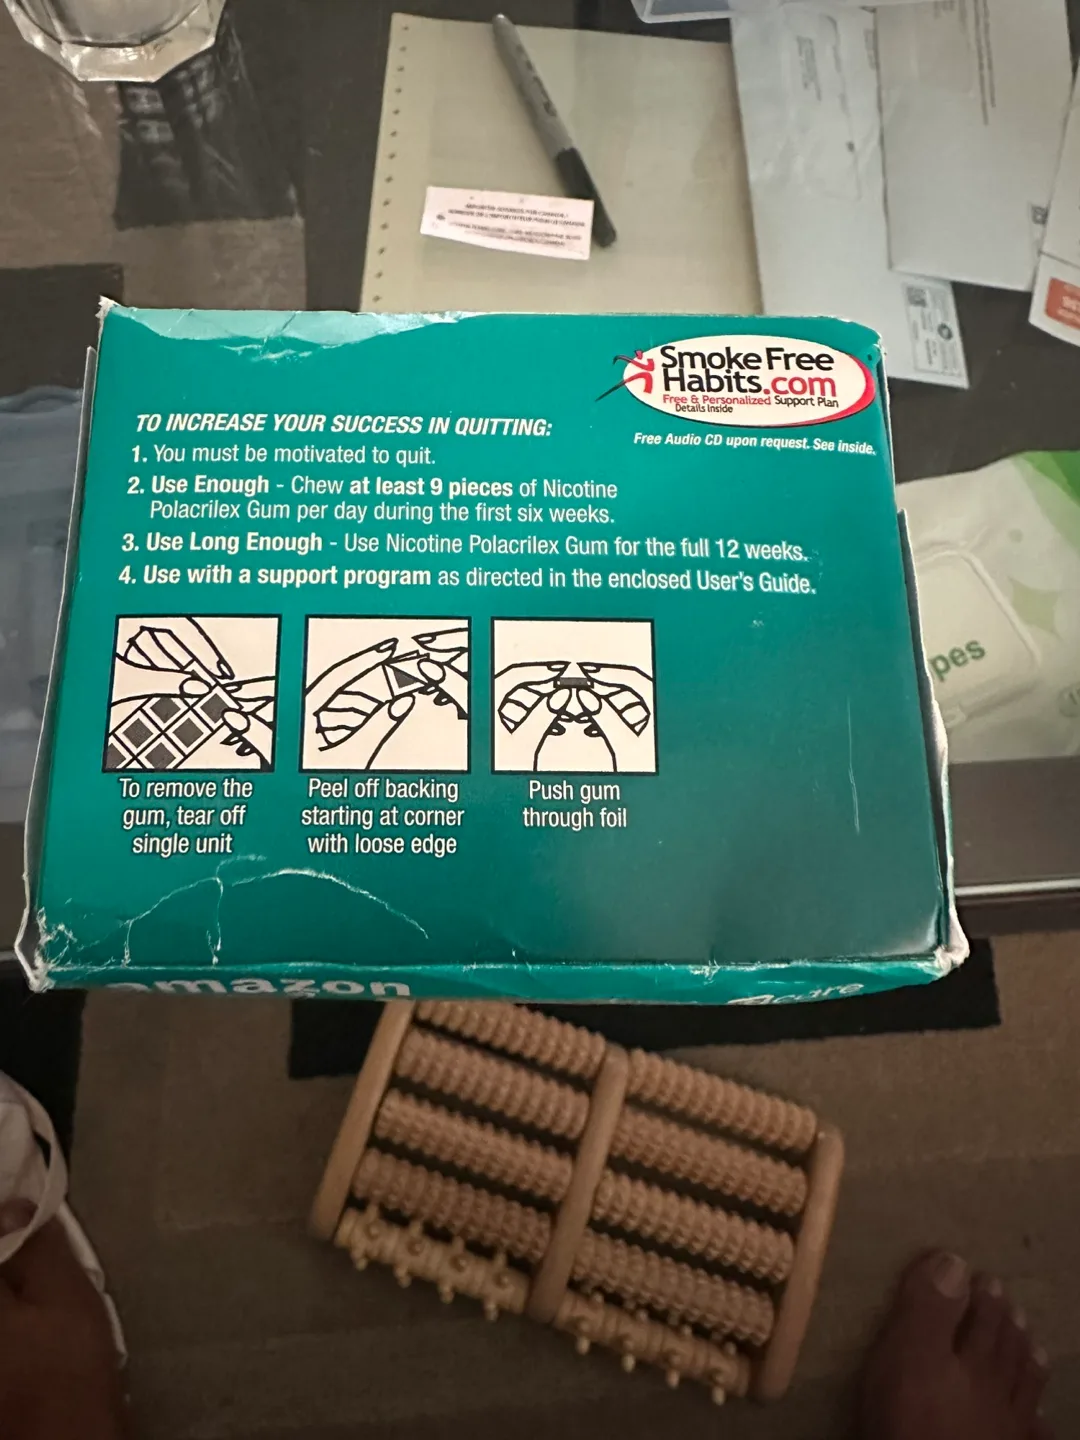 Smoke Free
Habits.com
Free & Personalized Support Plan
Details Inside
Free Audio CD upon request. See inside.
TO INCREASE YOUR SUCCESS IN QUITTING:
1. You must be motivated to quit.
2. Use Enough - Chew at least 9 pieces of Nicotine
Polacrilex Gum per day during the first six weeks.
3. Use Long Enough - Use Nicotine Polacrilex Gum for the full 12 weeks.
4. Use with a support program as directed in the enclosed User's Guide.
To remove the
gum, tear off
single unit
Peel off backing
starting at corner
with loose edge
Push gum
through foil
amazon
care
pes